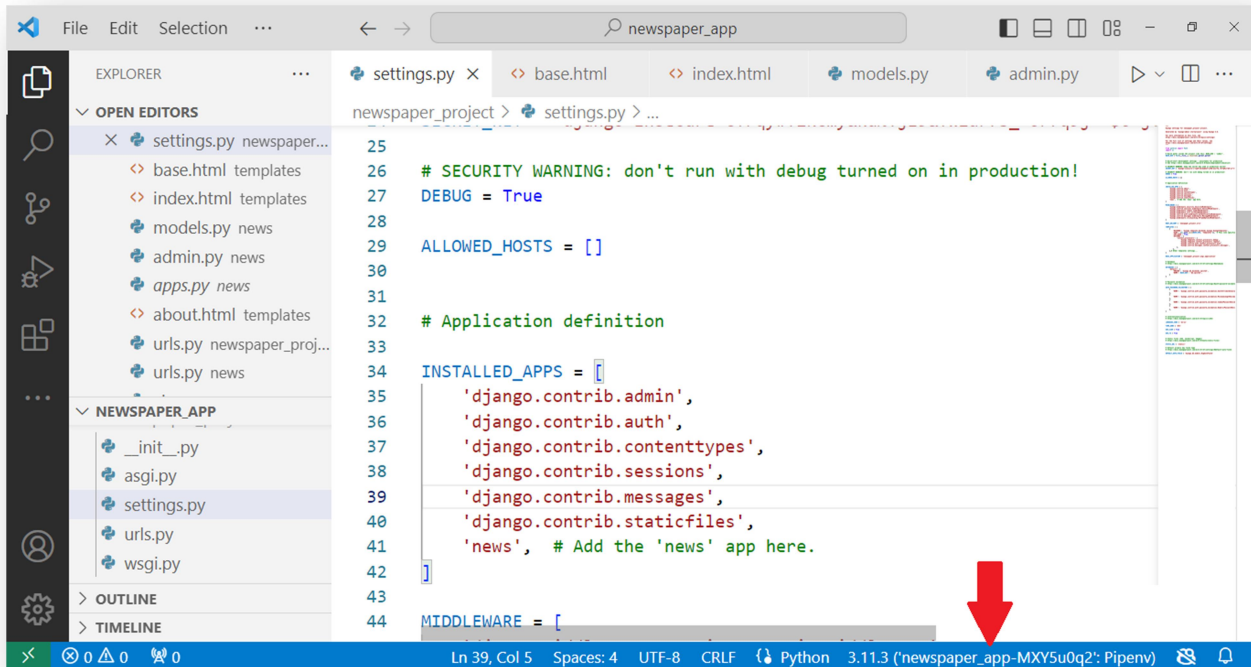 File Edit Selection ...
newspaper_app
EXPLORER ...
settings.py
base.html
index.html
models.py
admin.py
...
OPEN EDITORS
settings.py newspaper...
base.html templates
index.html templates
models.py news
admin.py news
apps.py news
about.html templates
urls.py newspaper_proj...
urls.py news
NEWSPAPER_APP
__init__.py
asgi.py
settings.py
urls.py
wsgi.py
OUTLINE
TIMELINE
newspaper_project > settings.py > ...
25
26 # SECURITY WARNING: don't run with debug turned on in production!
27 DEBUG = True
28
29 ALLOWED_HOSTS = []
30
31
32 # Application definition
33
34 INSTALLED_APPS = [
35 'django.contrib.admin',
36 'django.contrib.auth',
37 'django.contrib.contenttypes',
38 'django.contrib.sessions',
39 'django.contrib.messages',
40 'django.contrib.staticfiles',
41 'news', # Add the 'news' app here.
42 ]
43
44 MIDDLEWARE = [
0 0 0 Ln 39, Col 5 Spaces: 4 UTF-8 CRLF Python 3.11.3 ('newspaper_app-MXY5u0q2': Pipenv)